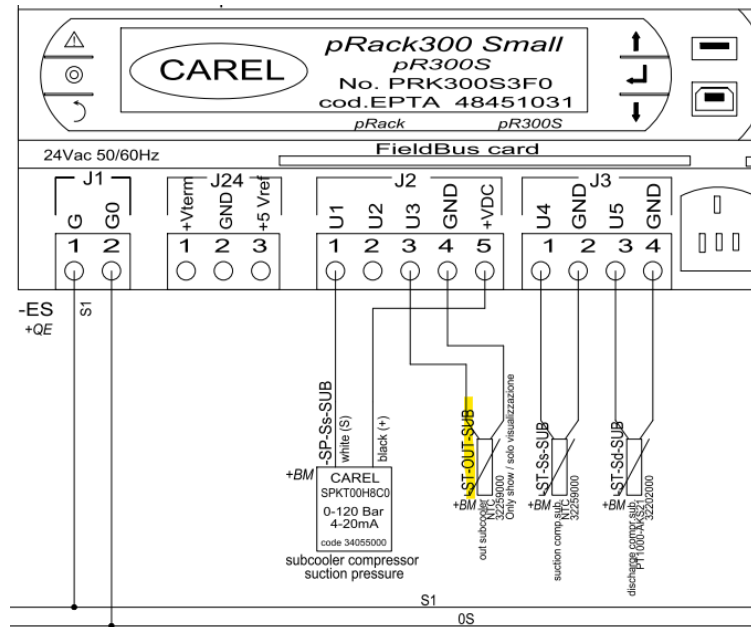 pRack300 Small
pR300S
CAREL
No. PRK300S3F0
cod.EPTA 48451031
pRack pR300S
24Vac 50/60Hz
FieldBus card
J1
J24
J2
J3
G
G0
+Vterm
GND
+5 Vref
U1
U2
U3
GND
+VDC
U4
GND
U5
GND
1 2
1 2 3
1 2 3 4 5
1 2 3 4
-ES
+QE
S1
-SP-Ss-SUB
white (S)
black (+)
+BM
CAREL
SPKT00H8C0
0-120 Bar
4-20mA
code 34055000
subcooler compressor
suction pressure
-ST-OUT-SUB
+BM
out subcooler
NTC
32259000
Only show / solo visualizzazione
-ST-Ss-SUB
+BM
suction comp.sub.
NTC
32259000
-ST-Sd-SUB
+BM
discharge compr.sub.
PT1000-AKS21
32202000
S1
0S